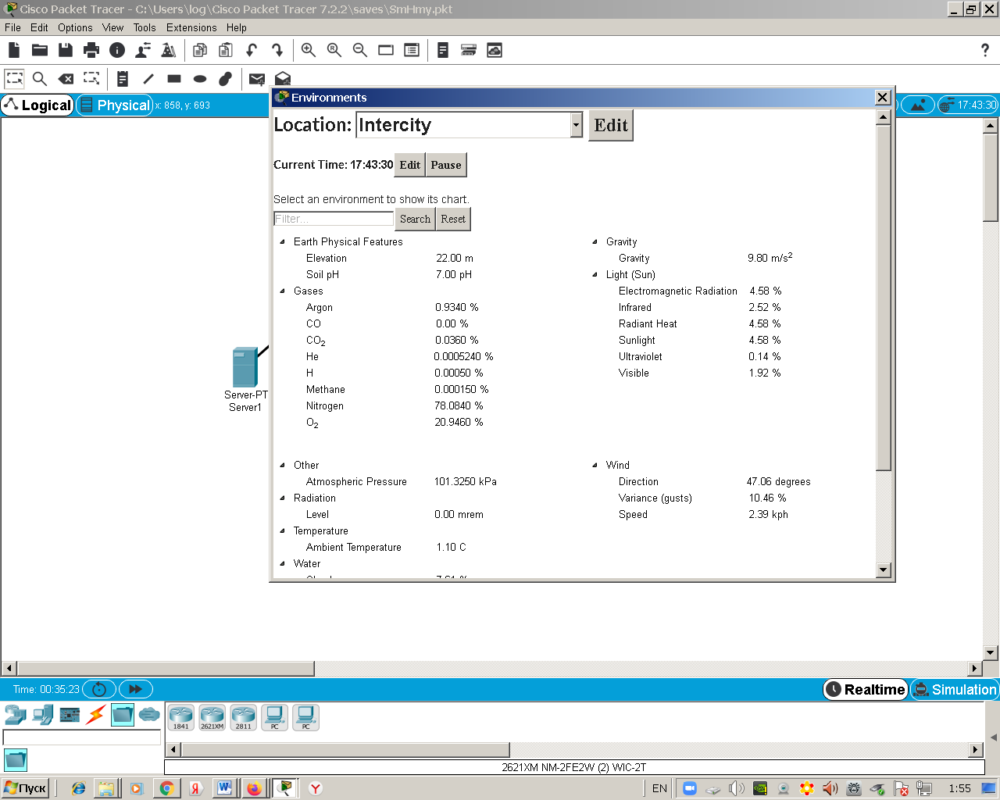 Cisco Packet Tracer - C:\Users\log\Cisco Packet Tracer 7.2.2\saves\SmHmy.pkt
File Edit Options View Tools Extensions Help
Logical Physical x: 858, y: 693 17:43:30
Environments
Location: Intercity Edit
Current Time: 17:43:30 Edit Pause
Select an environment to show its chart.
Filter... Search Reset
Earth Physical Features
Elevation 22.00 m
Soil pH 7.00 pH
Gases
Argon 0.9340 %
CO 0.00 %
CO2 0.0360 %
He 0.0005240 %
H 0.00050 %
Methane 0.000150 %
Nitrogen 78.0840 %
O2 20.9460 %
Gravity
Gravity 9.80 m/s2
Light (Sun)
Electromagnetic Radiation 4.58 %
Infrared 2.52 %
Radiant Heat 4.58 %
Sunlight 4.58 %
Ultraviolet 0.14 %
Visible 1.92 %
Other
Atmospheric Pressure 101.3250 kPa
Radiation
Level 0.00 mrem
Temperature
Ambient Temperature 1.10 C
Water
Wind
Direction 47.06 degrees
Variance (gusts) 10.46 %
Speed 2.39 kph
Server-PT
Server1
Time: 00:35:23 Realtime Simulation
1841 2621XM 2811 PC PC
2621XM NM-2FE2W (2) WIC-2T
Пуск EN 1:55